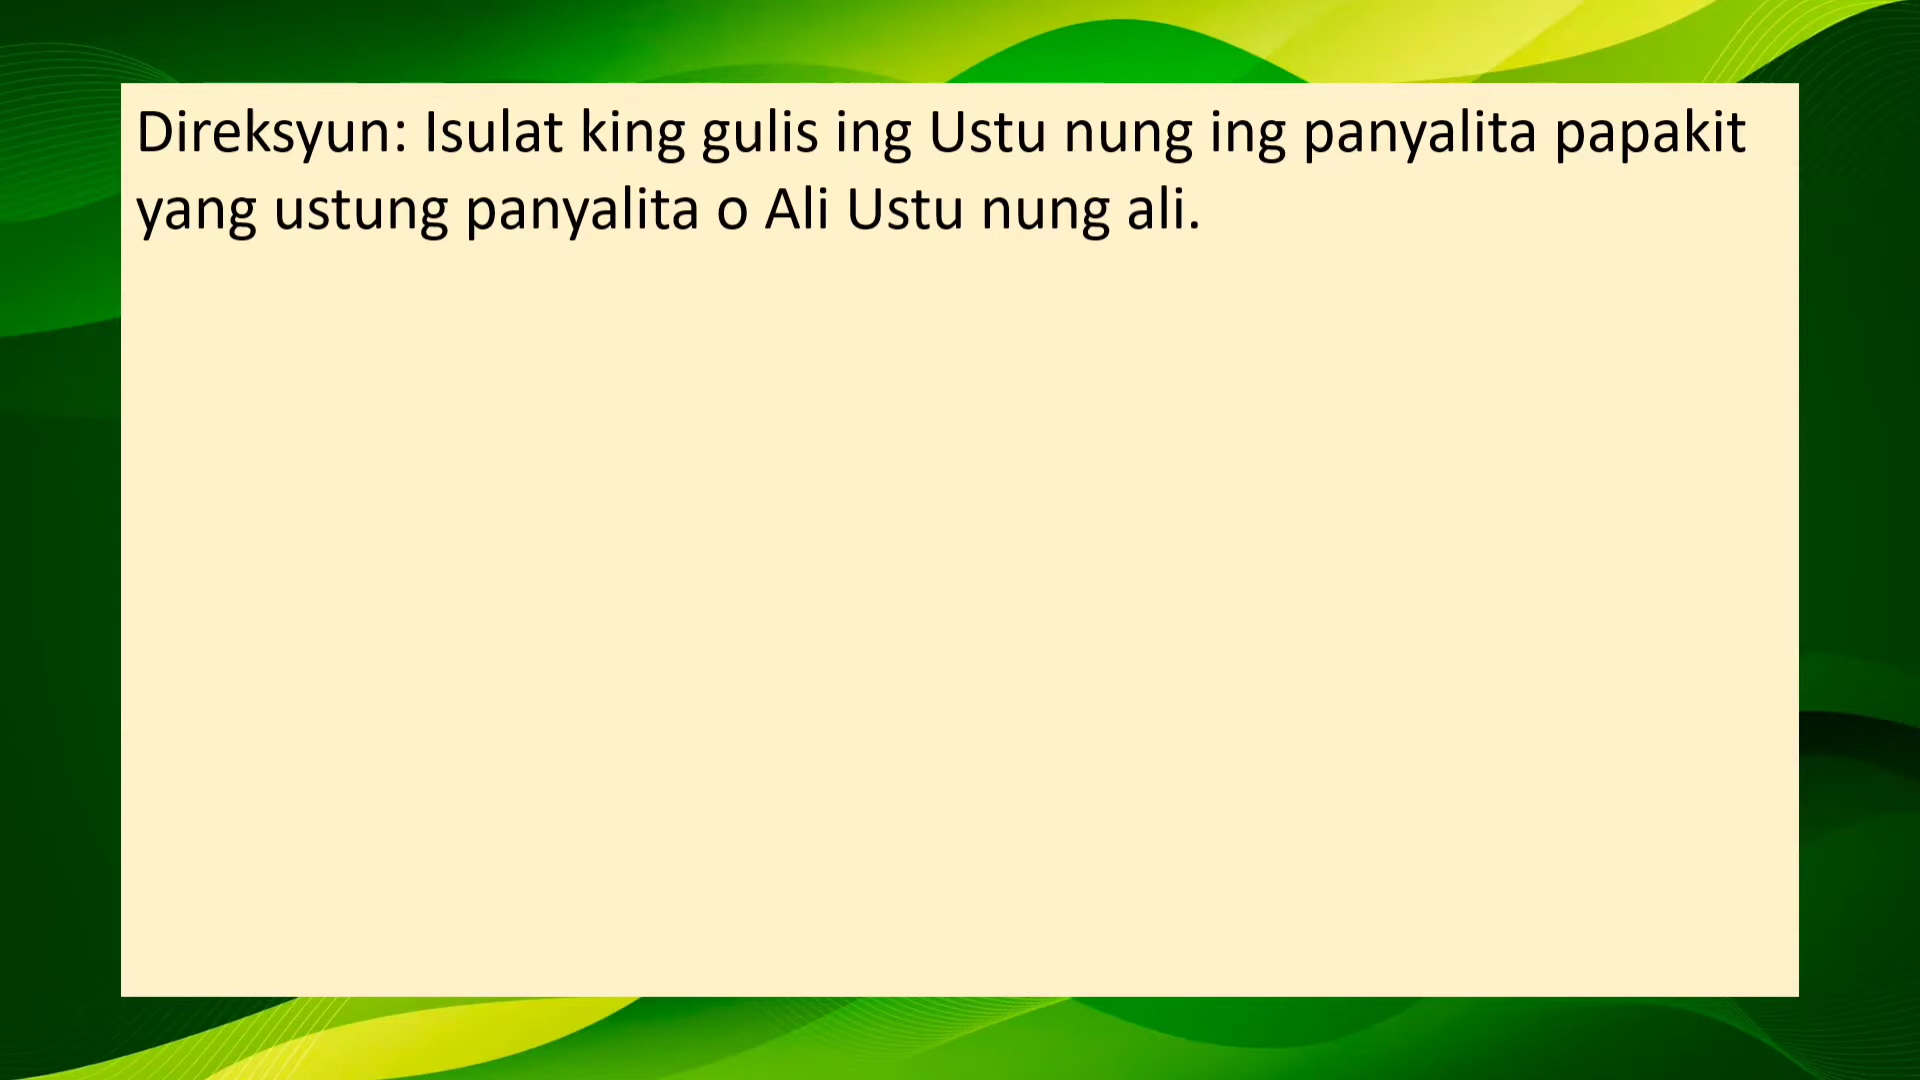 Direksyun: Isulat king gulis ing Ustu nung ing panyalita papakit
yang ustung panyalita o Ali Ustu nung ali.